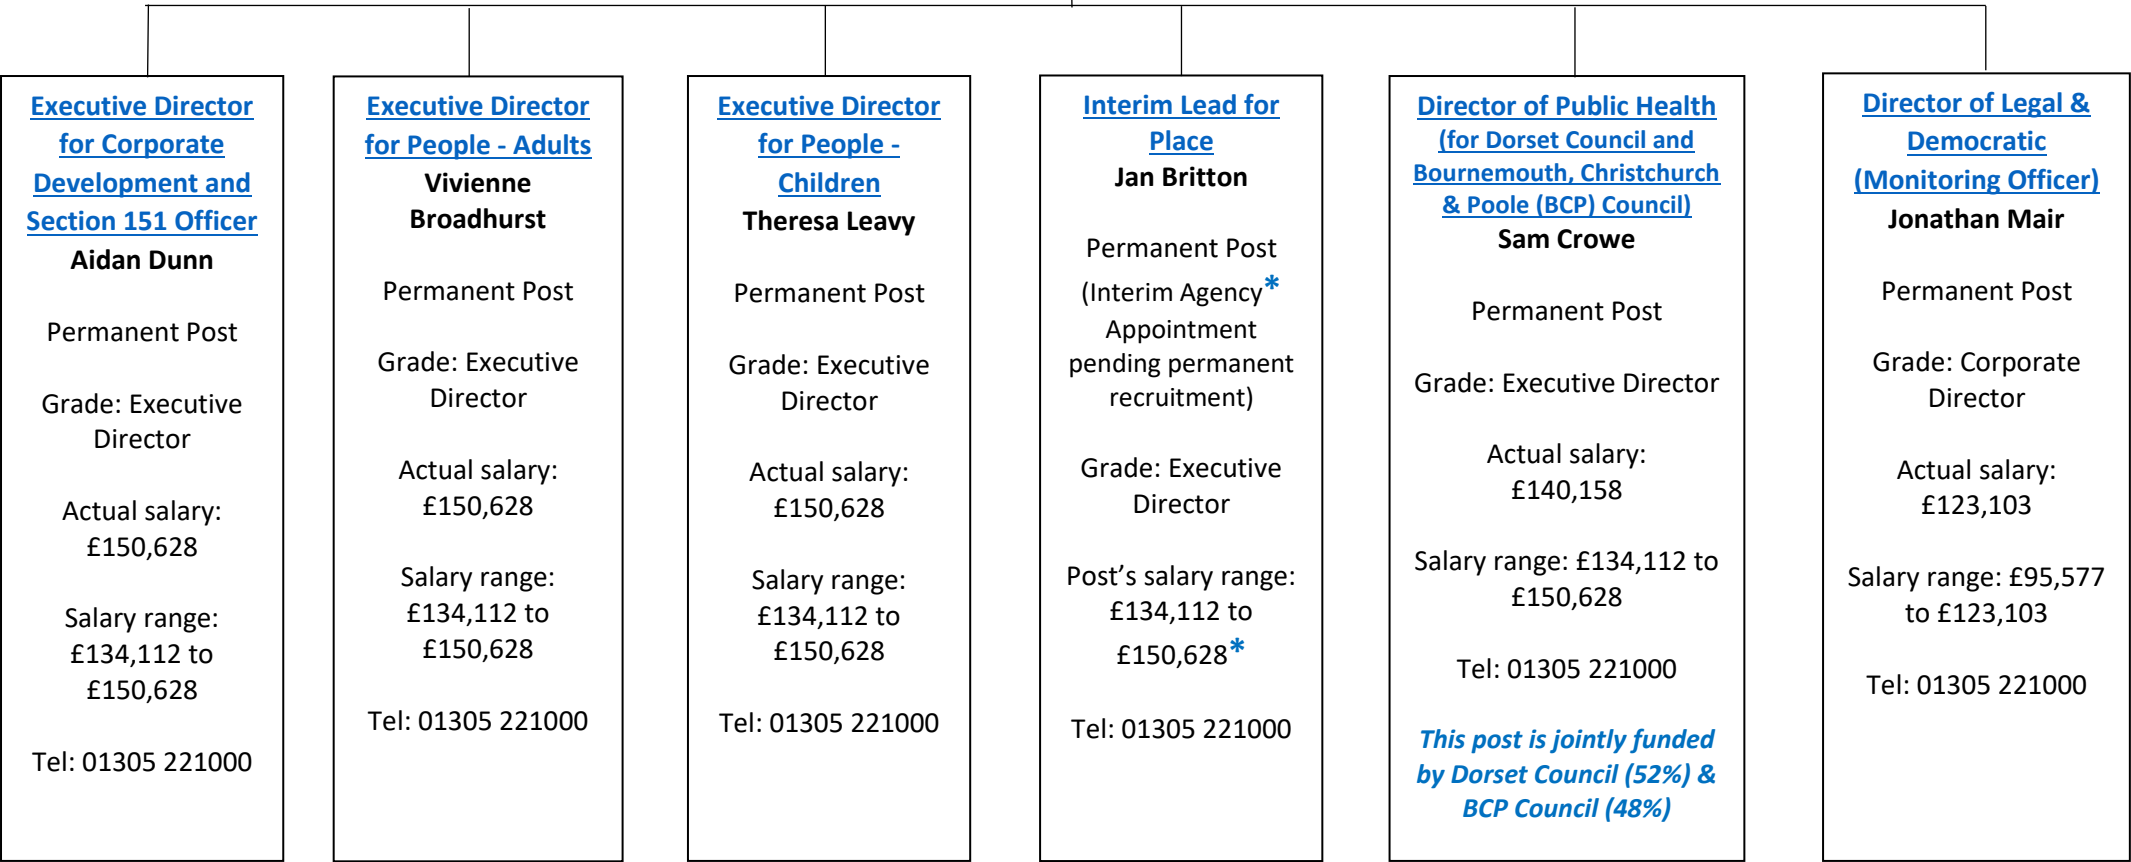 Executive Director
for Corporate
Development and
Section 151 Officer
Aidan Dunn
Permanent Post
Grade: Executive
Director
Actual salary:
£150,628
Salary range:
£134,112 to
£150,628
Tel: 01305 221000
Executive Director
for People - Adults
Vivienne
Broadhurst
Permanent Post
Grade: Executive
Director
Actual salary:
£150,628
Salary range:
£134,112 to
£150,628
Tel: 01305 221000
Executive Director
for People -
Children
Theresa Leavy
Permanent Post
Grade: Executive
Director
Actual salary:
£150,628
Salary range:
£134,112 to
£150,628
Tel: 01305 221000
Interim Lead for
Place
Jan Britton
Permanent Post
(Interim Agency*
Appointment
pending permanent
recruitment)
Grade: Executive
Director
Post’s salary range:
£134,112 to
£150,628*
Tel: 01305 221000
Director of Public Health
(for Dorset Council and
Bournemouth, Christchurch
& Poole (BCP) Council)
Sam Crowe
Permanent Post
Grade: Executive Director
Actual salary:
£140,158
Salary range: £134,112 to
£150,628
Tel: 01305 221000
This post is jointly funded
by Dorset Council (52%) &
BCP Council (48%)
Director of Legal &
Democratic
(Monitoring Officer)
Jonathan Mair
Permanent Post
Grade: Corporate
Director
Actual salary:
£123,103
Salary range: £95,577
to £123,103
Tel: 01305 221000